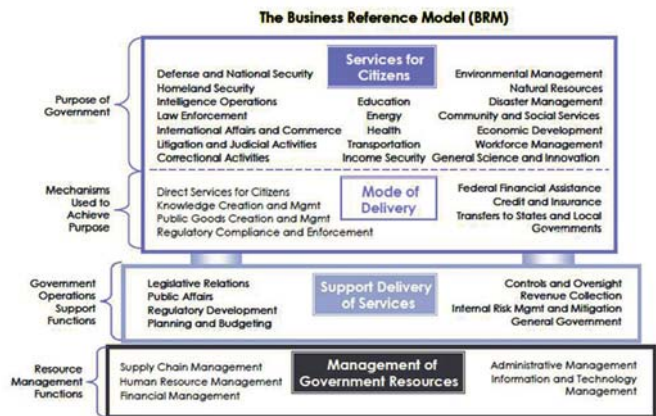 The Business Reference Model (BRM)
Purpose of
Government
Services for
Citizens
Defense and National Security
Homeland Security
Intelligence Operations
Law Enforcement
International Affairs and Commerce
Litigation and Judicial Activities
Correctional Activities
Education
Energy
Health
Transportation
Income Security
Environmental Management
Natural Resources
Disaster Management
Community and Social Services
Economic Development
Workforce Management
General Science and Innovation
Mechanisms
Used to
Achieve
Purpose
Direct Services for Citizens
Knowledge Creation and Mgmt
Public Goods Creation and Mgmt
Regulatory Compliance and Enforcement
Mode of
Delivery
Federal Financial Assistance
Credit and Insurance
Transfers to States and Local
Governments
Government
Operations
Support
Functions
Legislative Relations
Public Affairs
Regulatory Development
Planning and Budgeting
Support Delivery
of Services
Controls and Oversight
Revenue Collection
Internal Risk Mgmt and Mitigation
General Government
Resource
Management
Functions
Supply Chain Management
Human Resource Management
Financial Management
Management of
Government Resources
Administrative Management
Information and Technology
Management